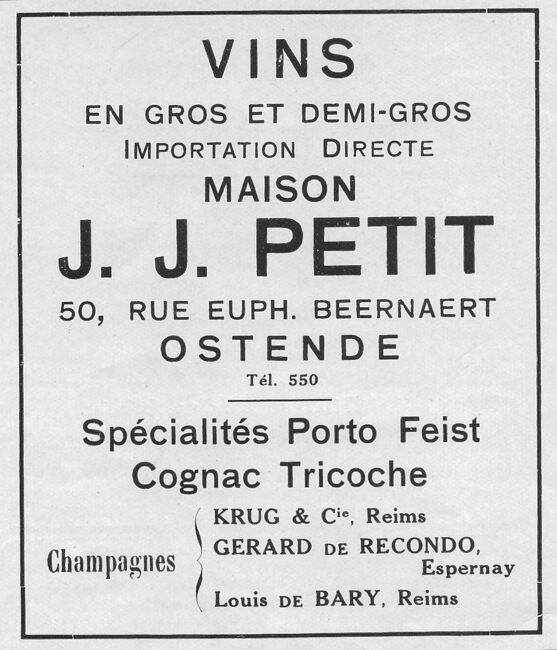 VINS
EN GROS ET DEMI-GROS
IMPORTATION DIRECTE
MAISON
J. J. PETIT
50, RUE EUPH. BEERNAERT
OSTENDE
Tél. 550
Spécialités Porto Feist
Cognac Tricoche
Champagnes
KRUG & Cie, Reims
GERARD DE RECONDO,
Espernay
Louis DE BARY, Reims